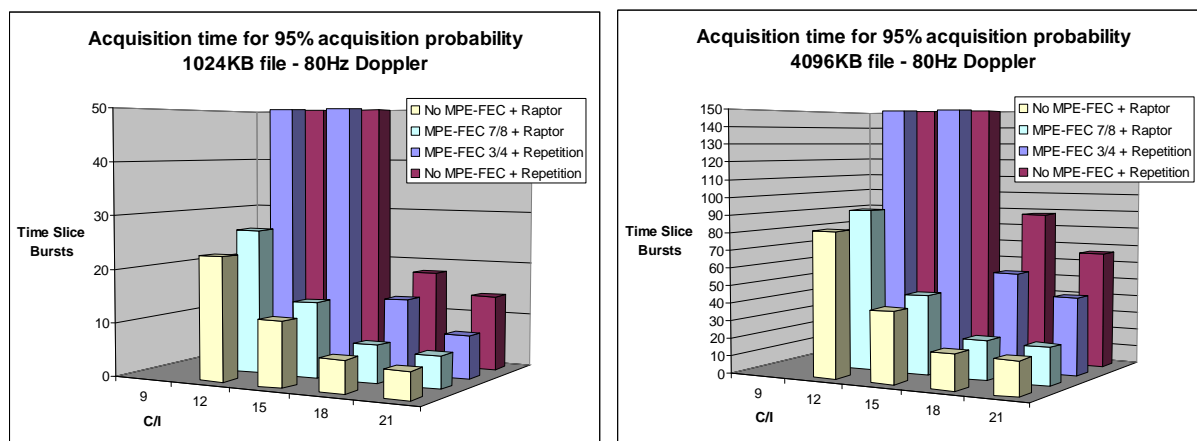 Acquisition time for 95% acquisition probability
1024KB file - 80Hz Doppler
50
40
30
20
10
0
Time Slice
Bursts
No MPE-FEC + Raptor
MPE-FEC 7/8 + Raptor
MPE-FEC 3/4 + Repetition
No MPE-FEC + Repetition
9
12
15
18
21
C/I
Acquisition time for 95% acquisition probability
4096KB file - 80Hz Doppler
150
140
130
120
110
100
90
80
70
60
50
40
30
20
10
0
Time Slice
Bursts
No MPE-FEC + Raptor
MPE-FEC 7/8 + Raptor
MPE-FEC 3/4 + Repetition
No MPE-FEC + Repetition
9
12
15
18
21
C/I